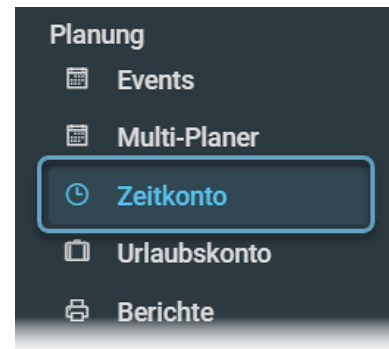 Planung
Events
Multi-Planer
Zeitkonto
Urlaubskonto
Berichte